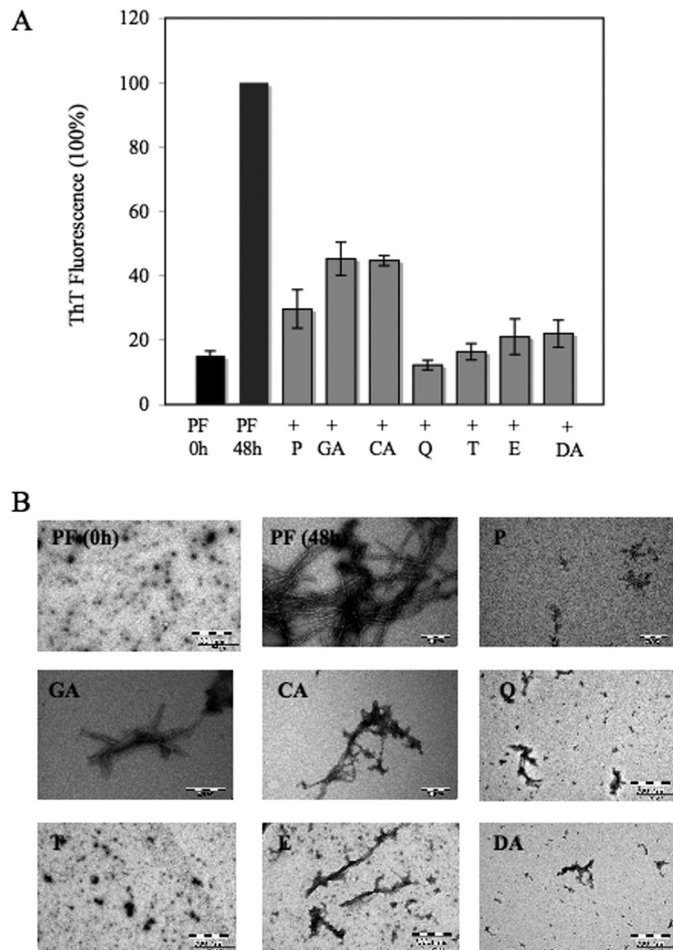 A
120
100
80
60
40
20
0
ThT Fluorescence (100%)
PF PF + + + + + + +
0h 48h P GA CA Q T E DA
B
PF (0h) PF (48h P
GA CA Q
T E DA